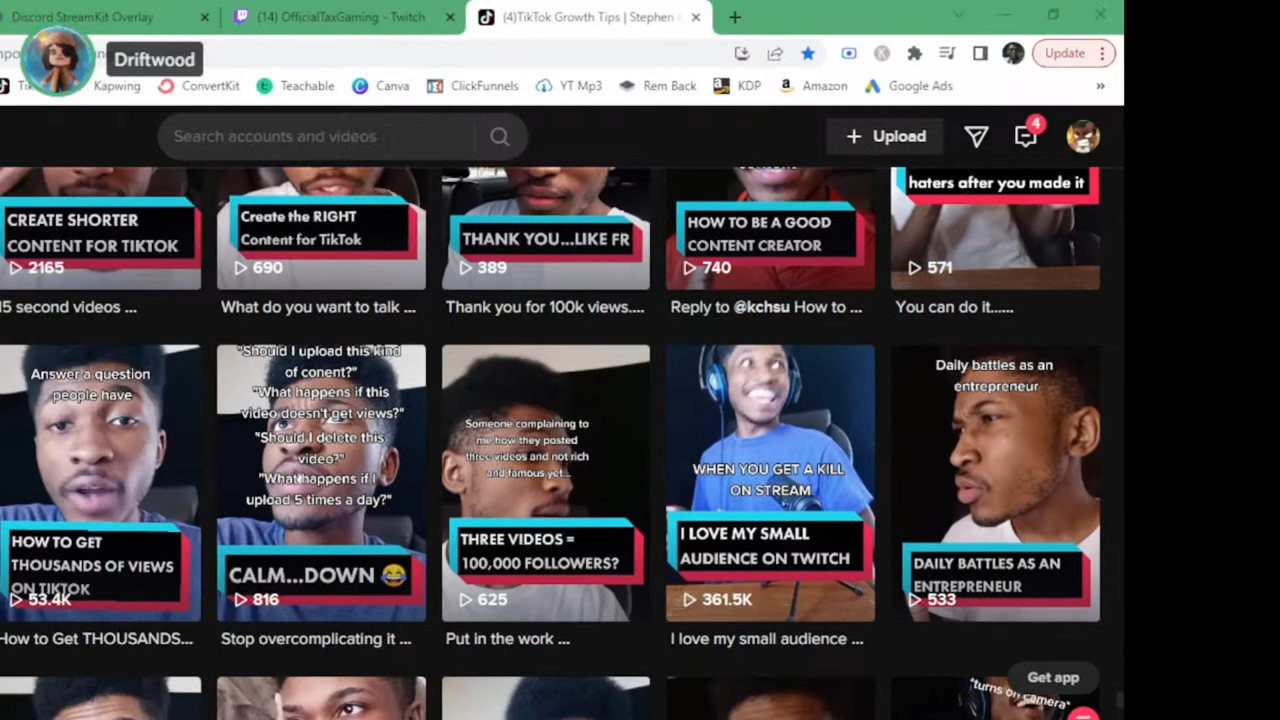 Discord StreamKit Overlay
(14) OfficialTaxGaming - Twitch
(4)TikTok Growth Tips | Stephen
Driftwood
Update
Kapwing
ConvertKit
Teachable
Canva
ClickFunnels
YT Mp3
Rem Back
KDP
Amazon
Google Ads
»
Search accounts and videos
+ Upload
4
CREATE SHORTER
CONTENT FOR TIKTOK
2165
15 second videos ...
Create the RIGHT
Content for TikTok
690
What do you want to talk ...
THANK YOU...LIKE FR
389
Thank you for 100k views....
HOW TO BE A GOOD
CONTENT CREATOR
740
Reply to @kchsu How to ...
haters after you made it
571
You can do it......
Answer a question
people have
HOW TO GET
THOUSANDS OF VIEWS
ON TIKTOK
53.4K
How to Get THOUSANDS...
"Should I upload this kind
of conent?"
"What happens if this
video doesn't get views?"
"Should I delete this
video?"
"What happens if I
upload 5 times a day?"
CALM...DOWN 😂
816
Stop overcomplicating it ...
Someone complaining to
me how they posted
three videos and not rich
and famous yet...
THREE VIDEOS =
100,000 FOLLOWERS?
625
Put in the work ...
WHEN YOU GET A KILL
ON STREAM
I LOVE MY SMALL
AUDIENCE ON TWITCH
361.5K
I love my small audience ...
Daily battles as an
entrepreneur
DAILY BATTLES AS AN
ENTREPRENEUR
533
Get app
"turns on camera"